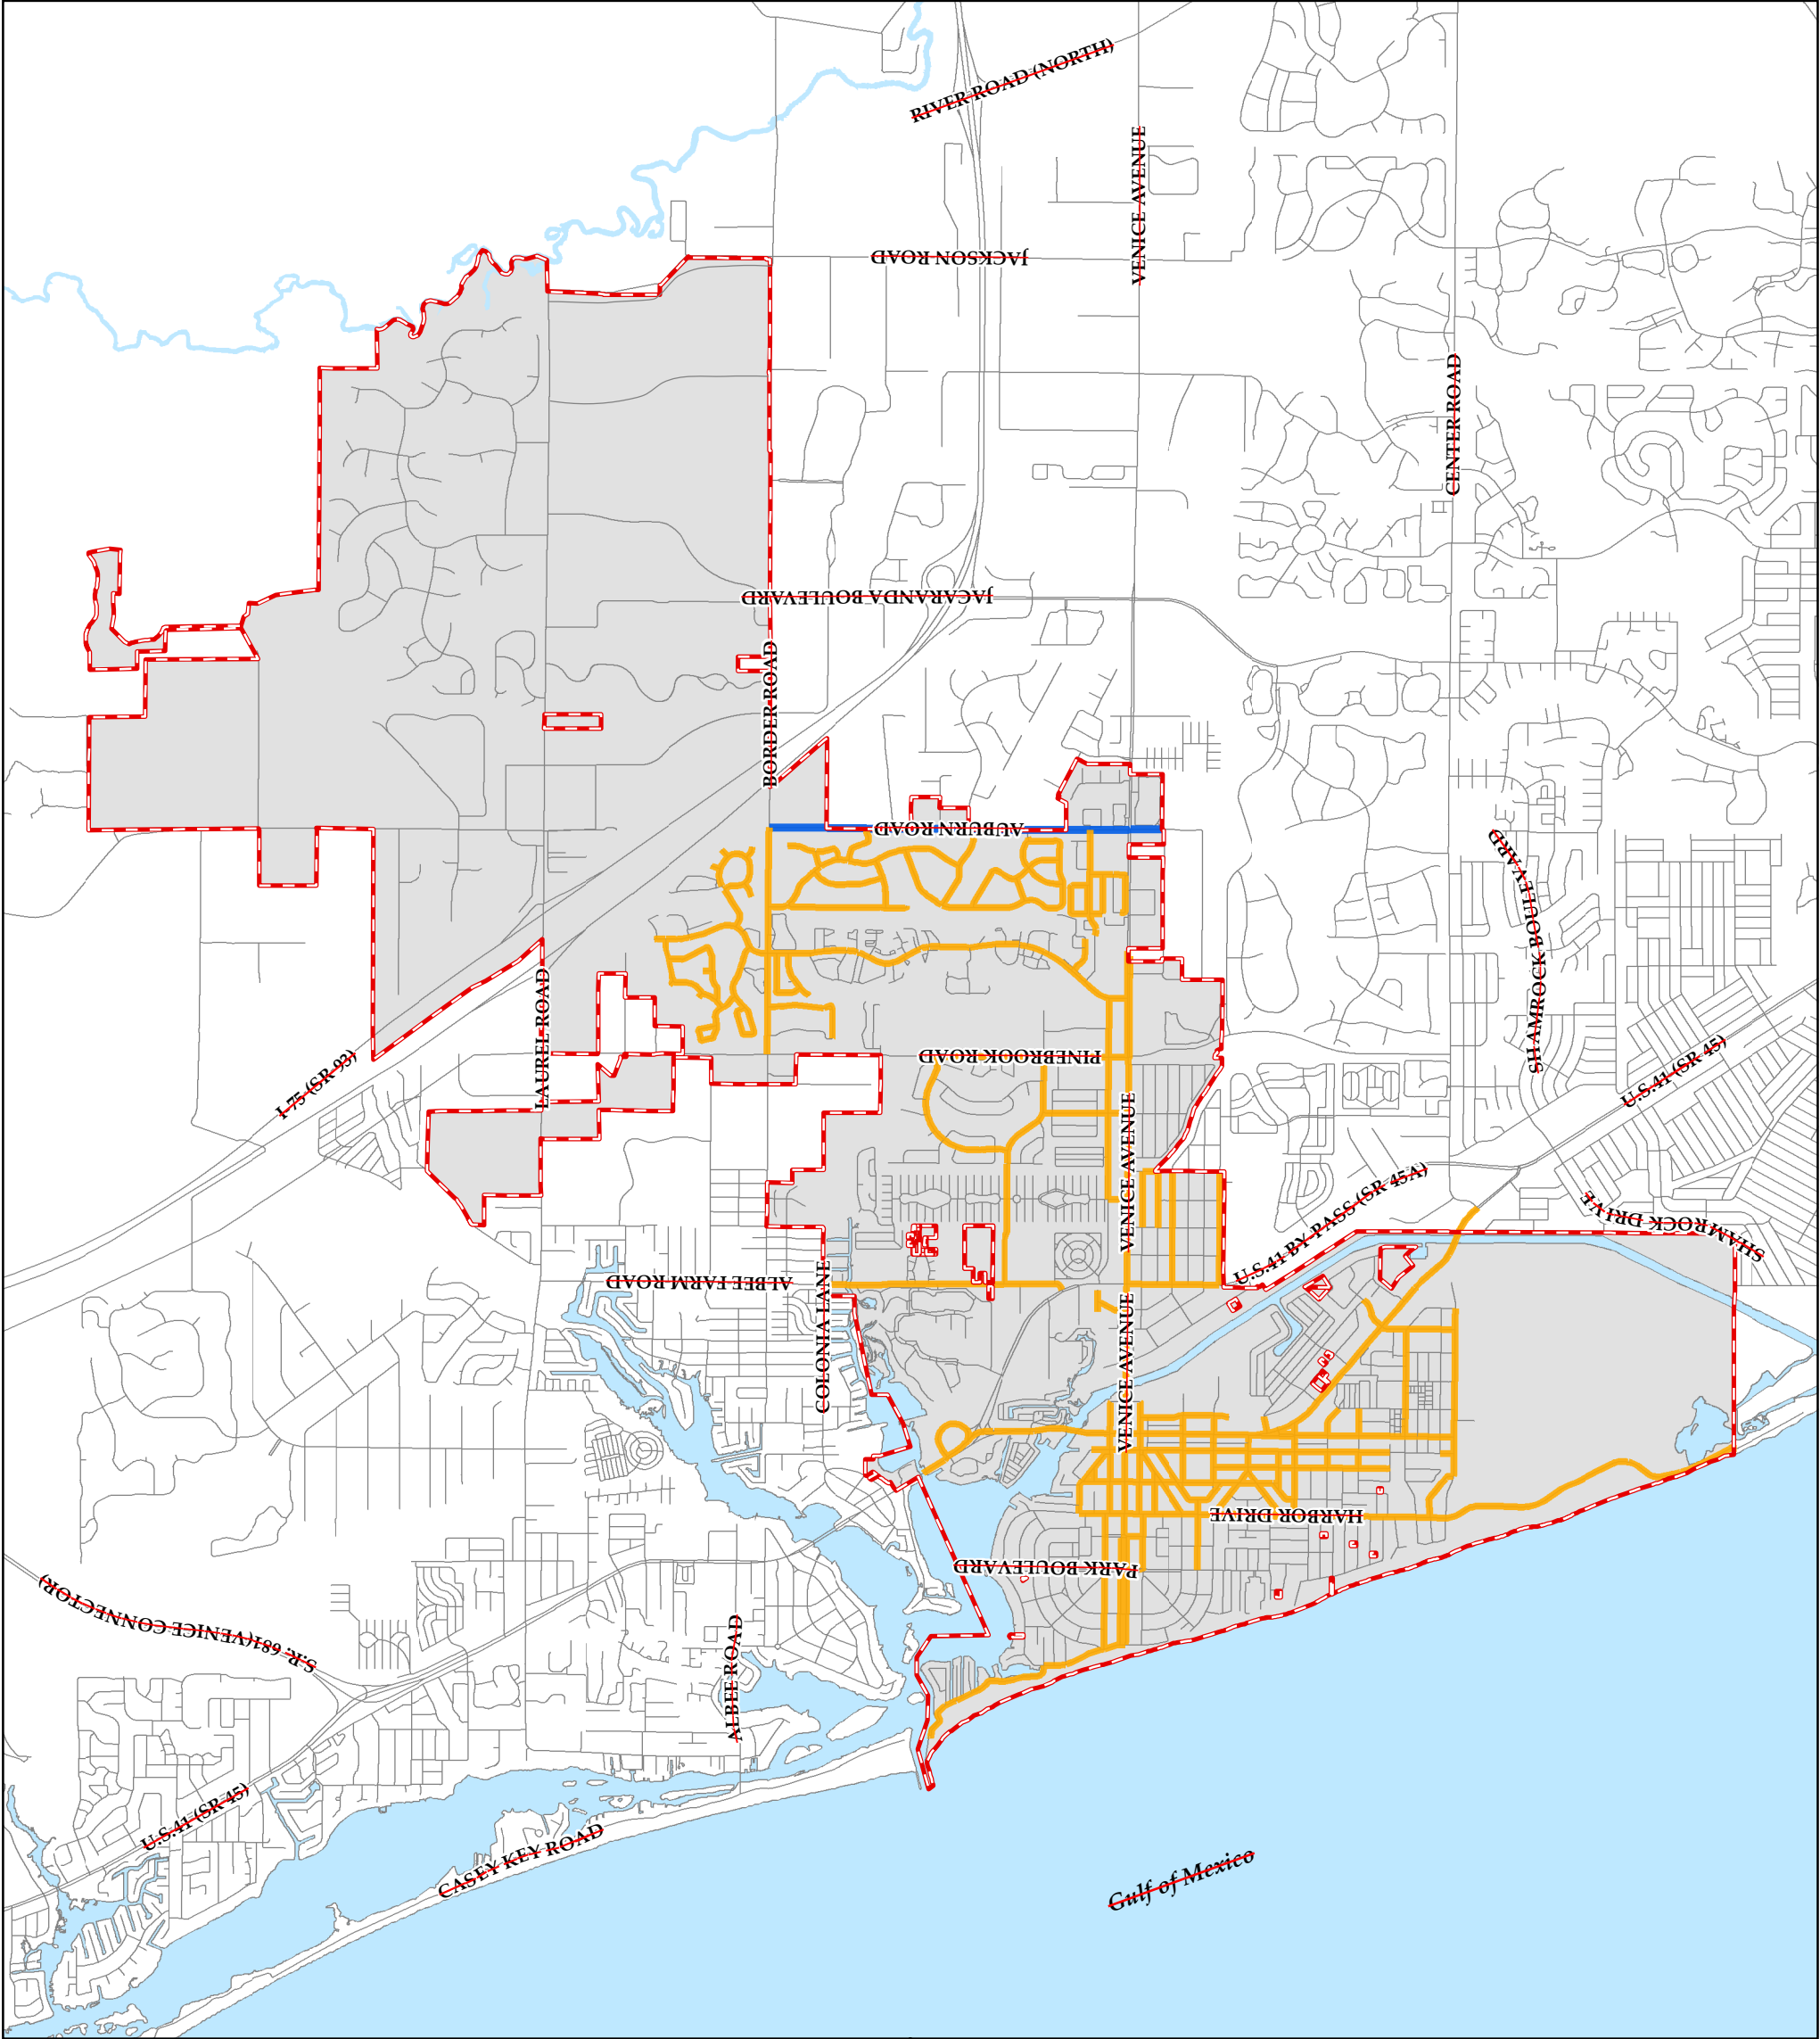 RIVER ROAD (NORTH)
VENICE AVENUE
JACKSON ROAD
CENTER ROAD
JACARANDA BOULEVARD
BORDER ROAD
AUBURN ROAD
SHAMROCK BOULEVARD
LAUREL ROAD
I-75 (SR 93)
PINEBROOK ROAD
U.S.41 (SR 45)
VENICE AVENUE
U.S.41 BY-PASS (SR 45A)
SHAMROCK DRIVE
ALBEE FARM ROAD
COLONIA LANE
VENICE AVENUE
HARBOR DRIVE
PARK BOULEVARD
S.R. 681(VENICE CONNECTOR)
ALBEE ROAD
U.S.41 (SR 45)
CASEY KEY ROAD
Gulf of Mexico